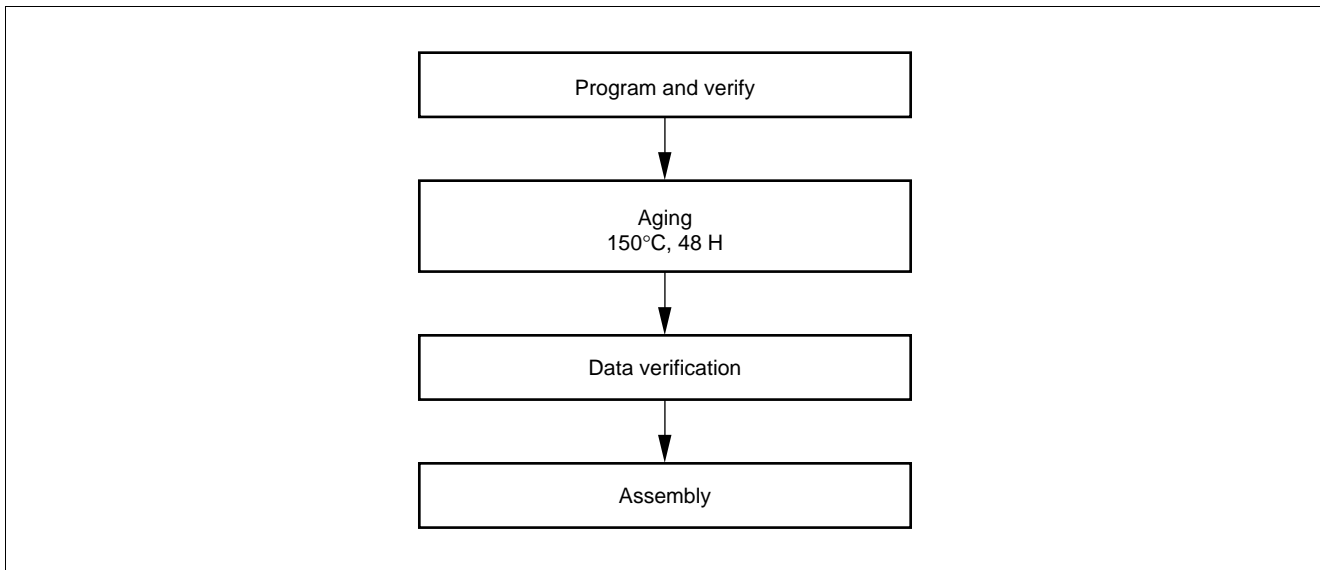 Program and verify
Aging
150°C, 48 H
Data verification
Assembly